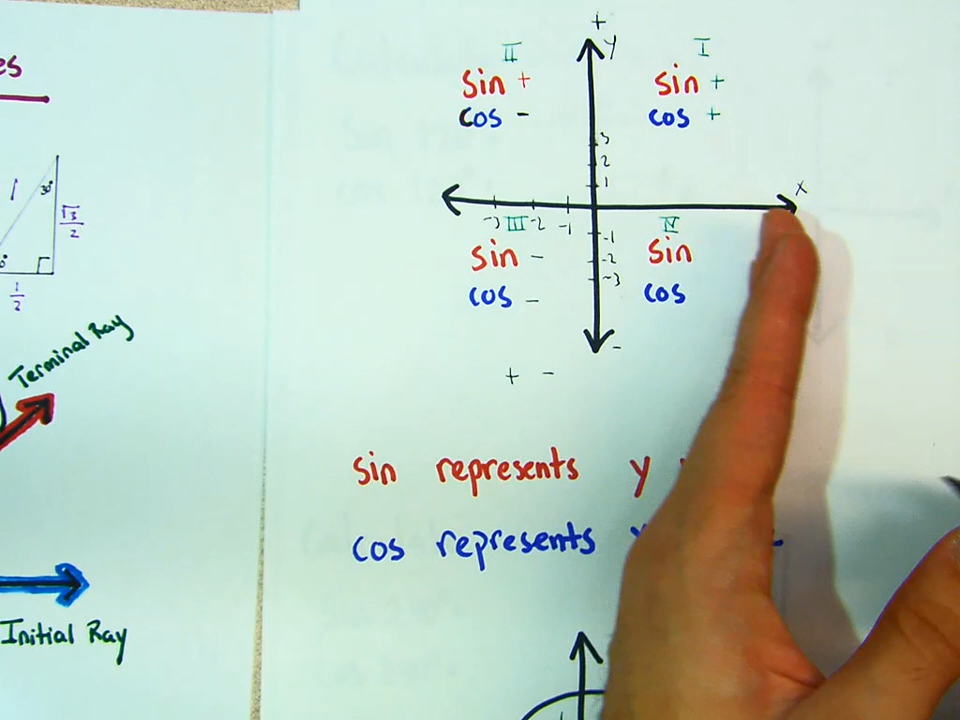 es
1
30°
√3/2
1/2
Terminal Ray
Initial Ray
+
y
II
sin +
cos -
I
sin +
cos +
3
2
1
x
-3 -2 -1
III
sin -
cos -
-1
-2
-3
IV
sin
cos
-
+ -
sin represents y
cos represents